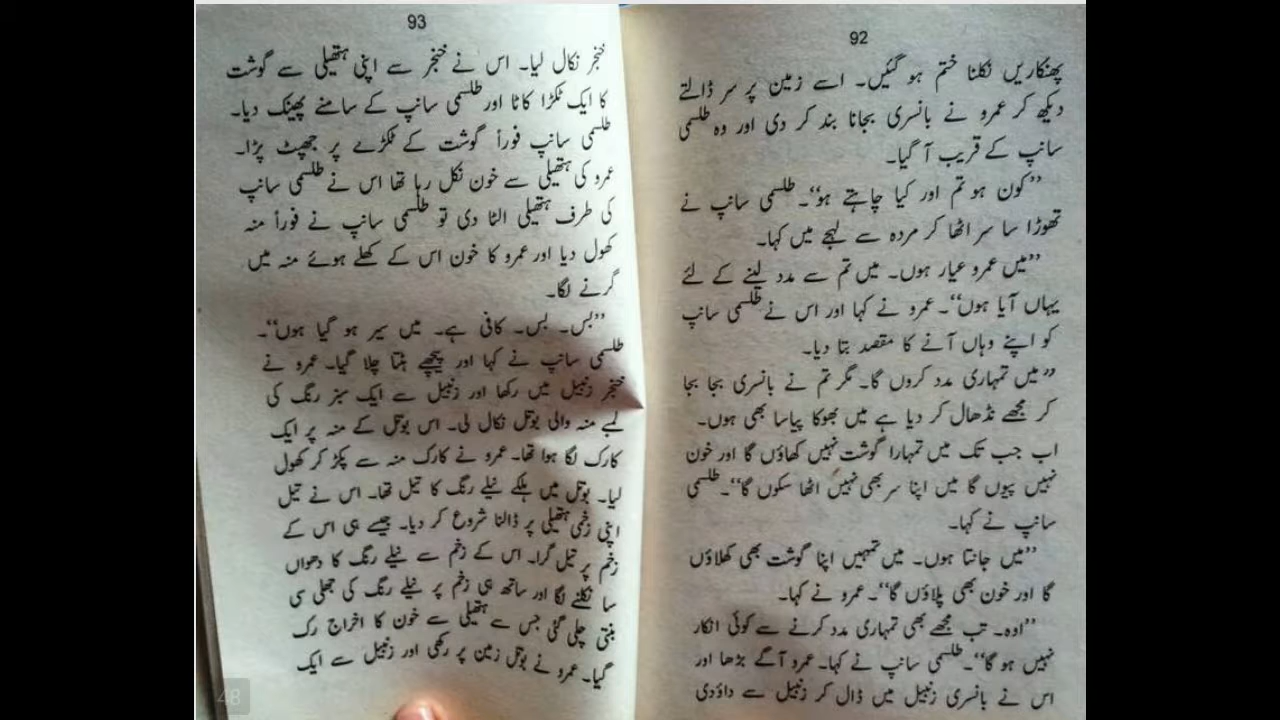 92
پھنکاریں نکلنا ختم ہو گئیں۔ اسے زمین پر سر ڈالتے
دیکھ کر عمرو نے بانسری بجانا بند کر دی اور وہ طلسمی
سانپ کے قریب آ گیا۔
”کون ہو تم اور کیا چاہتے ہو“۔ طلسمی سانپ نے
تھوڑا سا سر اٹھا کر مردہ سے لہجے میں کہا۔
”میں عمرو عیار ہوں۔ میں تم سے مدد لینے کے لئے
یہاں آیا ہوں“۔ عمرو نے کہا اور اس نے طلسمی سانپ
کو اپنے وہاں آنے کا مقصد بتا دیا۔
”میں تمہاری مدد کروں گا۔ مگر تم نے بانسری بجا بجا
کر مجھے نڈھال کر دیا ہے میں بھوکا پیاسا بھی ہوں۔
اب جب تک میں تمہارا گوشت نہیں کھاؤں گا اور خون
نہیں پیوں گا میں اپنا سر بھی نہیں اٹھا سکوں گا“۔ طلسمی
سانپ نے کہا۔
”میں جانتا ہوں۔ میں تمہیں اپنا گوشت بھی کھلاؤں
گا اور خون بھی پلاؤں گا“۔ عمرو نے کہا۔
”اوہ۔ تب مجھے بھی تمہاری مدد کرنے سے کوئی انکار
نہیں ہو گا“۔ طلسمی سانپ نے کہا۔ عمرو آگے بڑھا اور
اس نے بانسری زنبیل میں ڈال کر زنبیل سے داؤدی
93
خنجر نکال لیا۔ اس نے خنجر سے اپنی ہتھیلی سے گوشت
کا ایک ٹکڑا کاٹا اور طلسمی سانپ کے سامنے پھینک دیا۔
طلسمی سانپ فوراً گوشت کے ٹکڑے پر جھپٹ پڑا۔
عمرو کی ہتھیلی سے خون نکل رہا تھا اس نے طلسمی سانپ
کی طرف ہتھیلی الٹا دی تو طلسمی سانپ نے فوراً منہ
کھول دیا اور عمرو کا خون اس کے کھلے ہوئے منہ میں
گرنے لگا۔
”بس۔ بس۔ کافی ہے۔ میں سیر ہو گیا ہوں“۔
طلسمی سانپ نے کہا اور پیچھے ہٹتا چلا گیا۔ عمرو نے
خنجر زنبیل میں رکھا اور زنبیل سے ایک سبز رنگ کی
لمبے منہ والی بوتل نکال لی۔ اس بوتل کے منہ پر ایک
کارک لگا ہوا تھا۔ عمرو نے کارک منہ سے پکڑ کر کھول
لیا۔ بوتل میں ہلکے نیلے رنگ کا تیل تھا۔ اس نے تیل
اپنی زخمی ہتھیلی پر ڈالنا شروع کر دیا۔ جیسے ہی اس کے
زخم پر تیل گرا۔ اس کے زخم سے نیلے رنگ کا دھواں
سا نکلنے لگا اور ساتھ ہی زخم پر نیلے رنگ کی جھلی سی
بنتی چلی گئی جس سے ہتھیلی سے خون کا اخراج رک
گیا۔ عمرو نے بوتل زمین پر رکھی اور زنبیل سے ایک
48